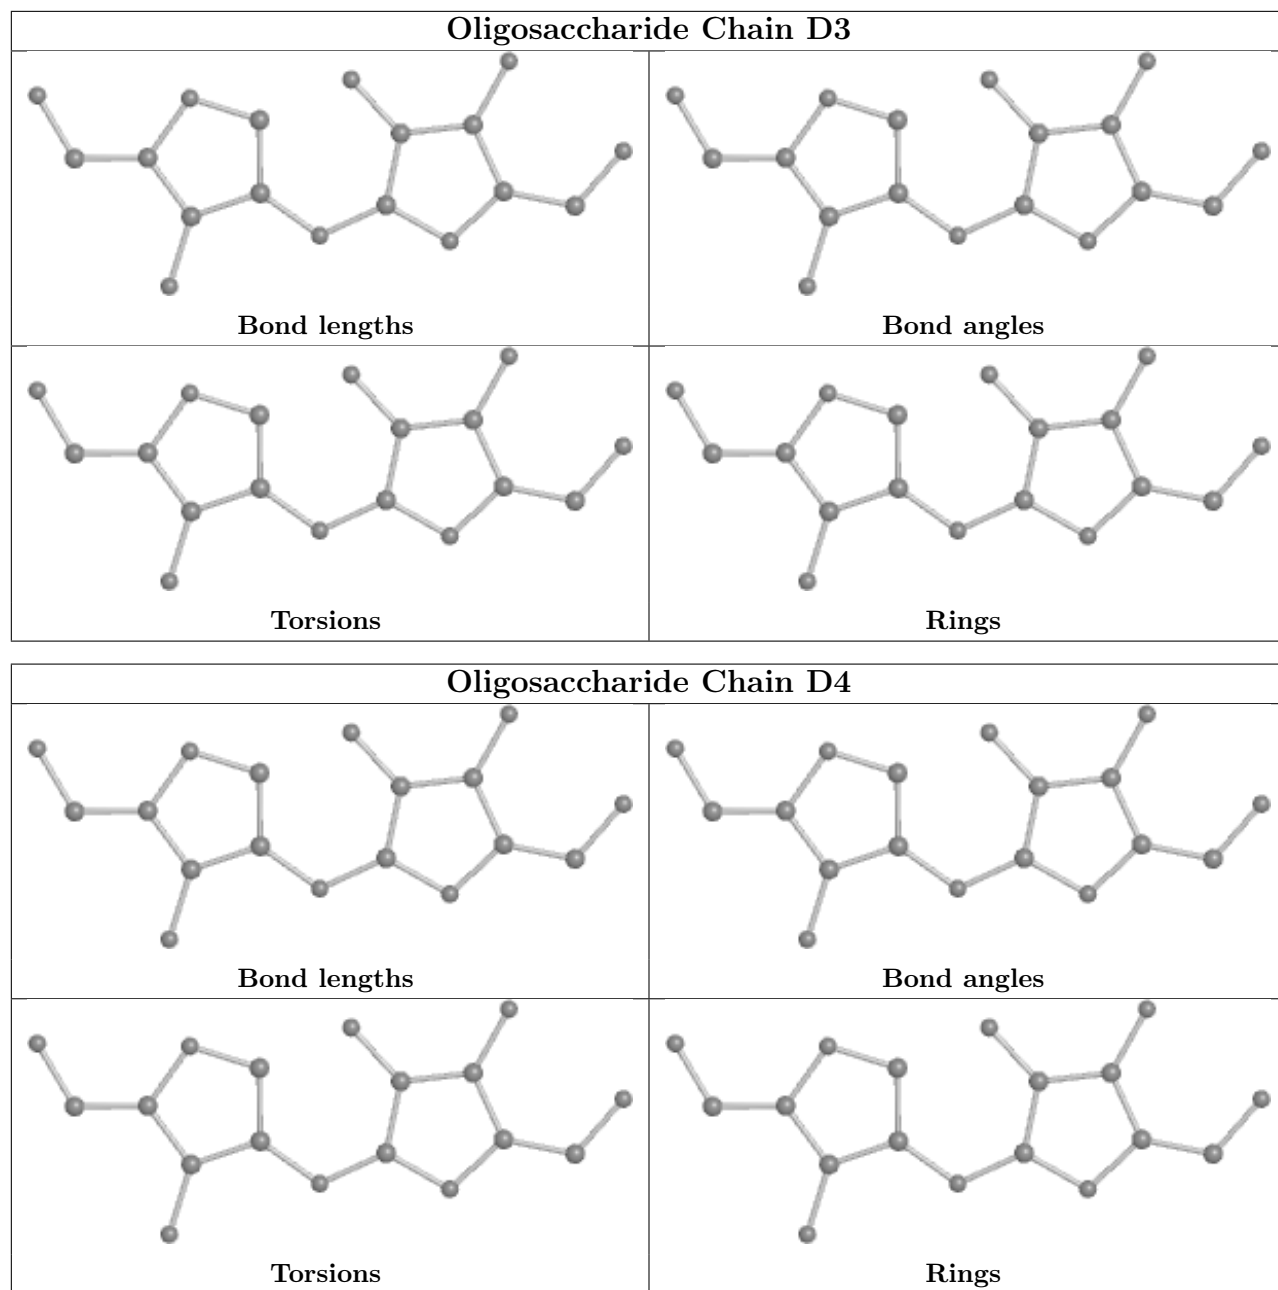 Oligosaccharide Chain D3
Bond lengths
Bond angles
Torsions
Rings
Oligosaccharide Chain D4
Bond lengths
Bond angles
Torsions
Rings